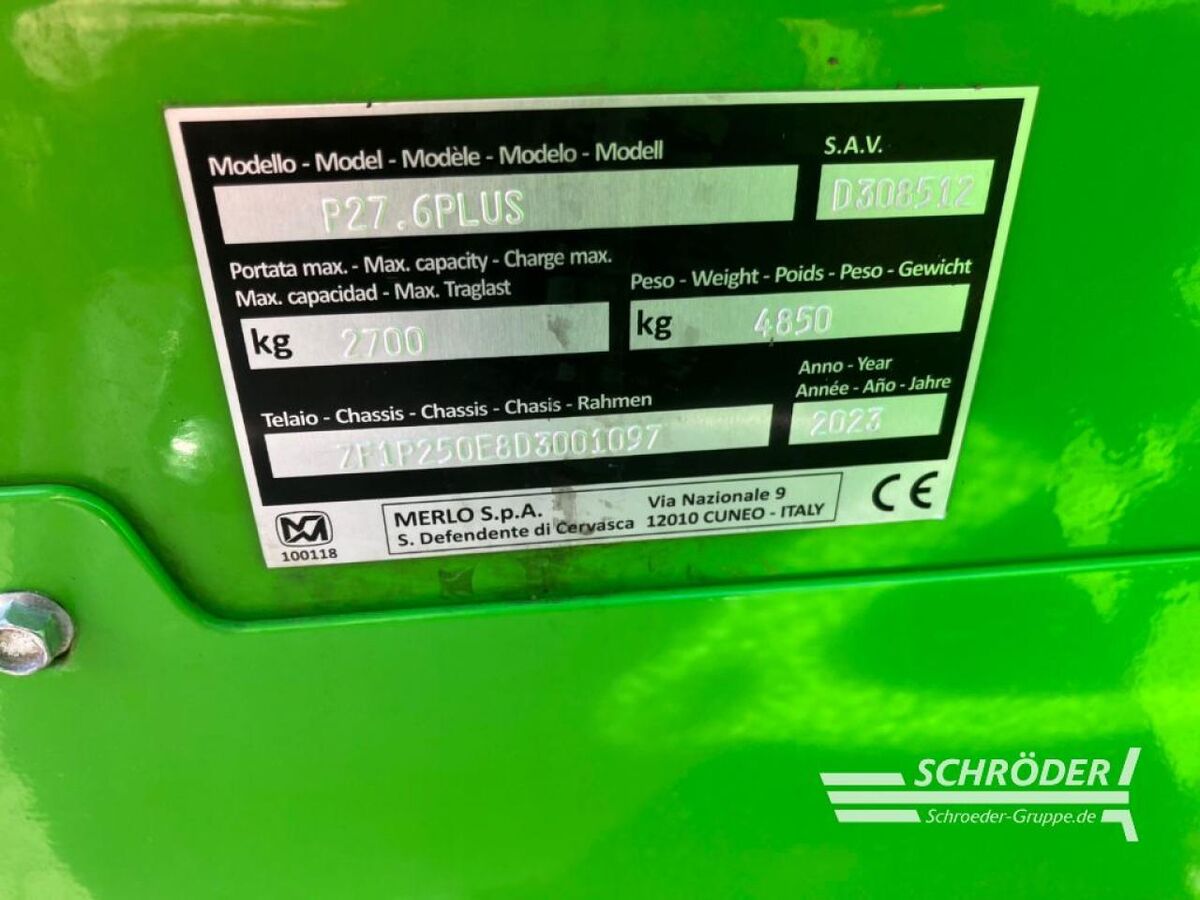 Modello - Model - Modèle - Modelo - Modell
P27.6PLUS
S.A.V.
D308512
Portata max. - Max. capacity - Charge max.
Max. capacidad - Max. Traglast
kg 2700
Peso - Weight - Poids - Peso - Gewicht
kg 4850
Telaio - Chassis - Chassis - Chasis - Rahmen
ZF1P250E8D3001097
Anno - Year
Année - Año - Jahre
2023
100118
MERLO S.p.A.
S. Defendente di Cervasca
Via Nazionale 9
12010 CUNEO - ITALY
CE
SCHRÖDER
Schroeder-Gruppe.de